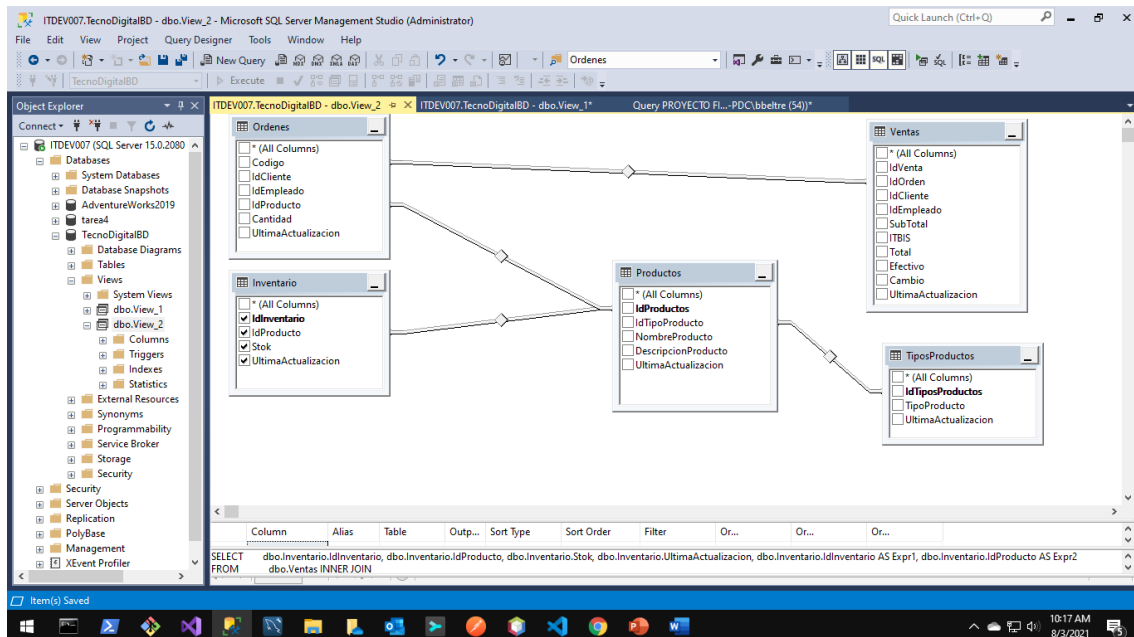 ITDEV007.TecnoDigitalBD - dbo.View_2 - Microsoft SQL Server Management Studio (Administrator)
Quick Launch (Ctrl+Q)
File Edit View Project Query Designer Tools Window Help
New Query MDX DMX XMLA DAX Ordenes SQL
TecnoDigitalBD Execute
Object Explorer
Connect
ITDEV007 (SQL Server 15.0.2080
Databases
System Databases
Database Snapshots
AdventureWorks2019
tarea4
TecnoDigitalBD
Database Diagrams
Tables
Views
System Views
dbo.View_1
dbo.View_2
Columns
Triggers
Indexes
Statistics
External Resources
Synonyms
Programmability
Service Broker
Storage
Security
Security
Server Objects
Replication
PolyBase
Management
XEvent Profiler
ITDEV007.TecnoDigitalBD - dbo.View_2
ITDEV007.TecnoDigitalBD - dbo.View_1*
Query PROYECTO FI...-PDC\bbeltre (54))*
Ordenes
* (All Columns)
Codigo
IdCliente
IdEmpleado
IdProducto
Cantidad
UltimaActualizacion
Inventario
* (All Columns)
IdInventario
IdProducto
Stok
UltimaActualizacion
Productos
* (All Columns)
IdProductos
IdTipoProducto
NombreProducto
DescripcionProducto
UltimaActualizacion
Ventas
* (All Columns)
IdVenta
IdOrden
IdCliente
IdEmpleado
SubTotal
ITBIS
Total
Efectivo
Cambio
UltimaActualizacion
TiposProductos
* (All Columns)
IdTiposProductos
TipoProducto
UltimaActualizacion
Column Alias Table Outp... Sort Type Sort Order Filter Or... Or... Or...
SELECT dbo.Inventario.IdInventario, dbo.Inventario.IdProducto, dbo.Inventario.Stok, dbo.Inventario.UltimaActualizacion, dbo.Inventario.IdInventario AS Expr1, dbo.Inventario.IdProducto AS Expr2
FROM dbo.Ventas INNER JOIN
Item(s) Saved
10:17 AM
8/3/2021
5